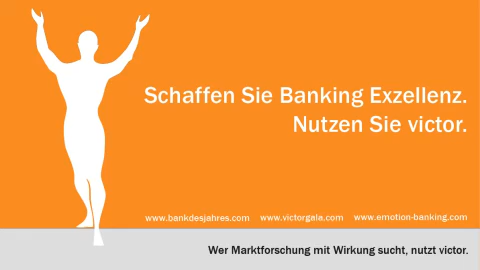 Schaffen Sie Banking Exzellenz.
Nutzen Sie victor.
www.bankdesjahres.com www.victorgala.com www.emotion-banking.com
Wer Marktforschung mit Wirkung sucht, nutzt victor.